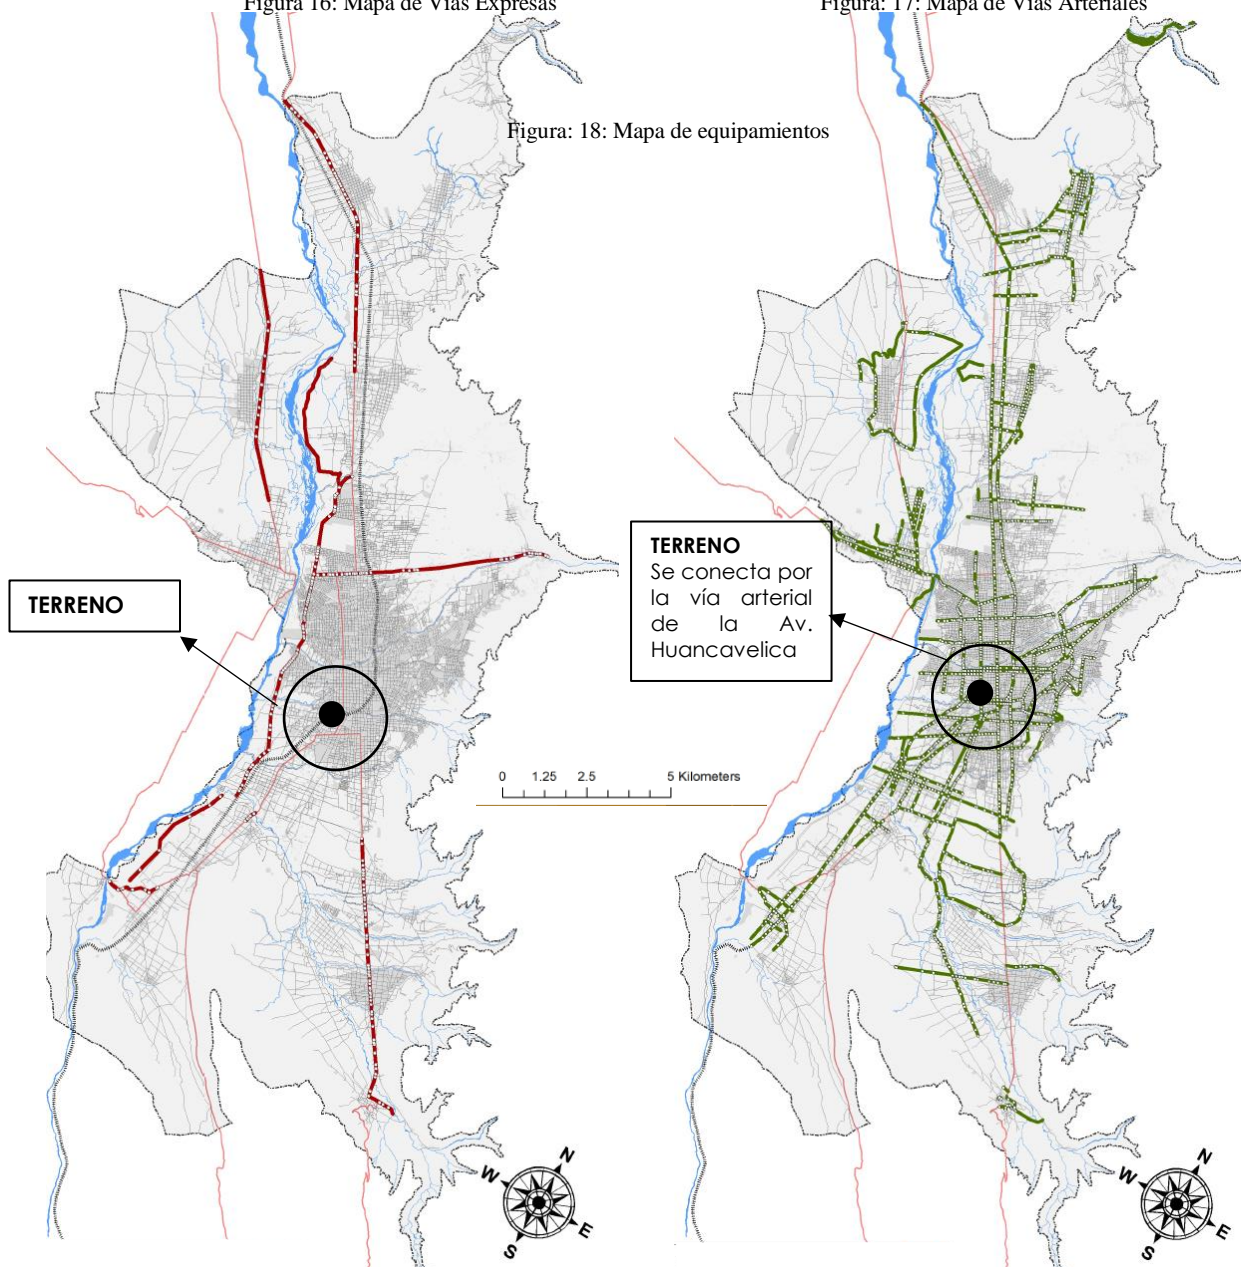 Figura 16: Mapa de Vías Expresas
Figura: 17: Mapa de Vías Arteriales
Figura: 18: Mapa de equipamientos
TERRENO
TERRENO
Se conecta por
la vía arterial
de la Av.
Huancavelica
0 1.25 2.5 5 Kilometers
N
W
E
S
N
W
E
S